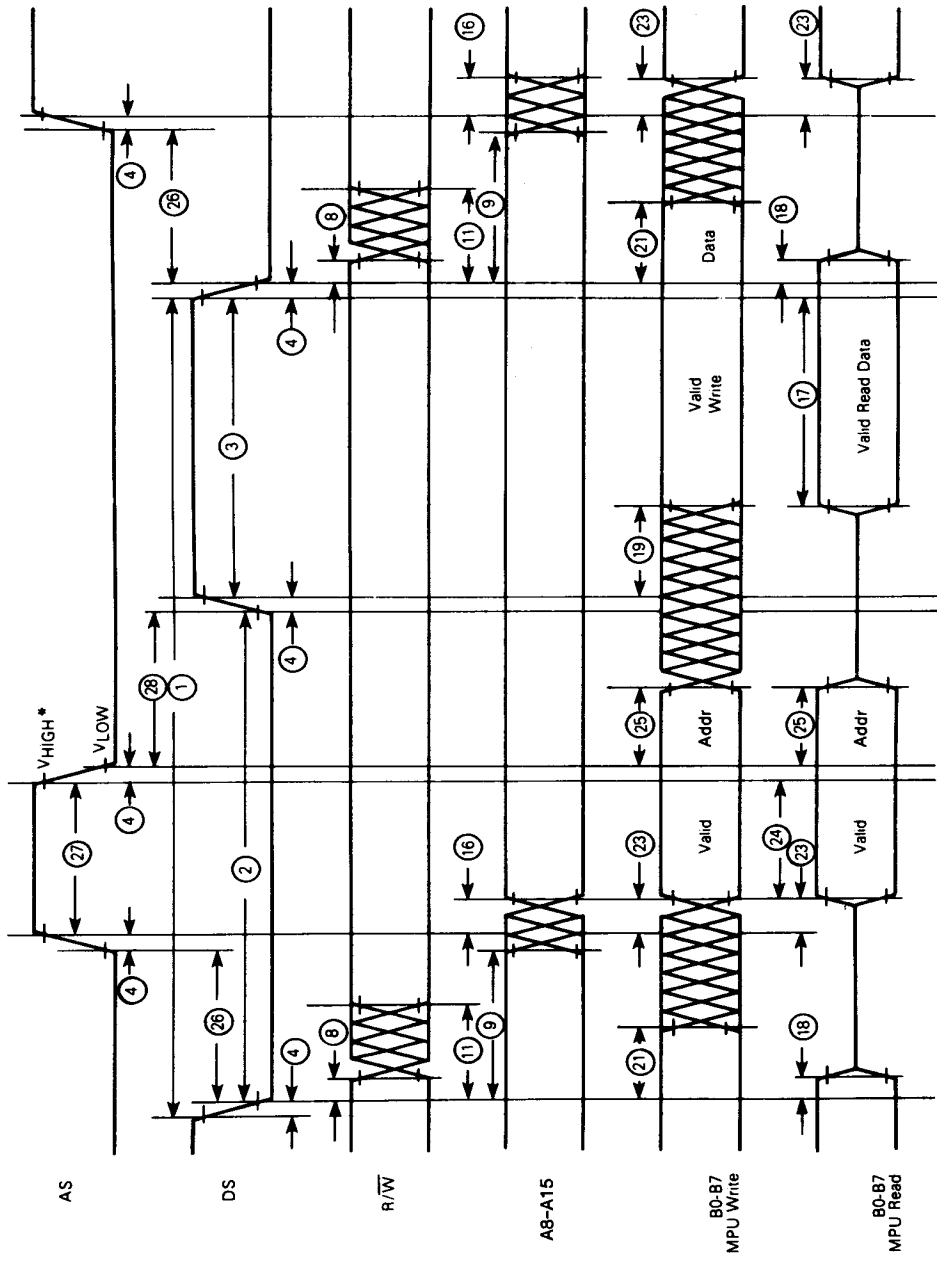 AS
4
27
4
VHIGH*
VLOW
4
28
1
26
DS
26
2
3
4
4
4
R/W̅
8
8
11
11
9
9
A8-A15
16
16
B0-B7
MPU Write
21
23
25
19
21
23
Valid Addr
Valid
Write
Data
B0-B7
MPU Read
18
24
23
25
17
18
23
Valid Addr
Valid Read Data